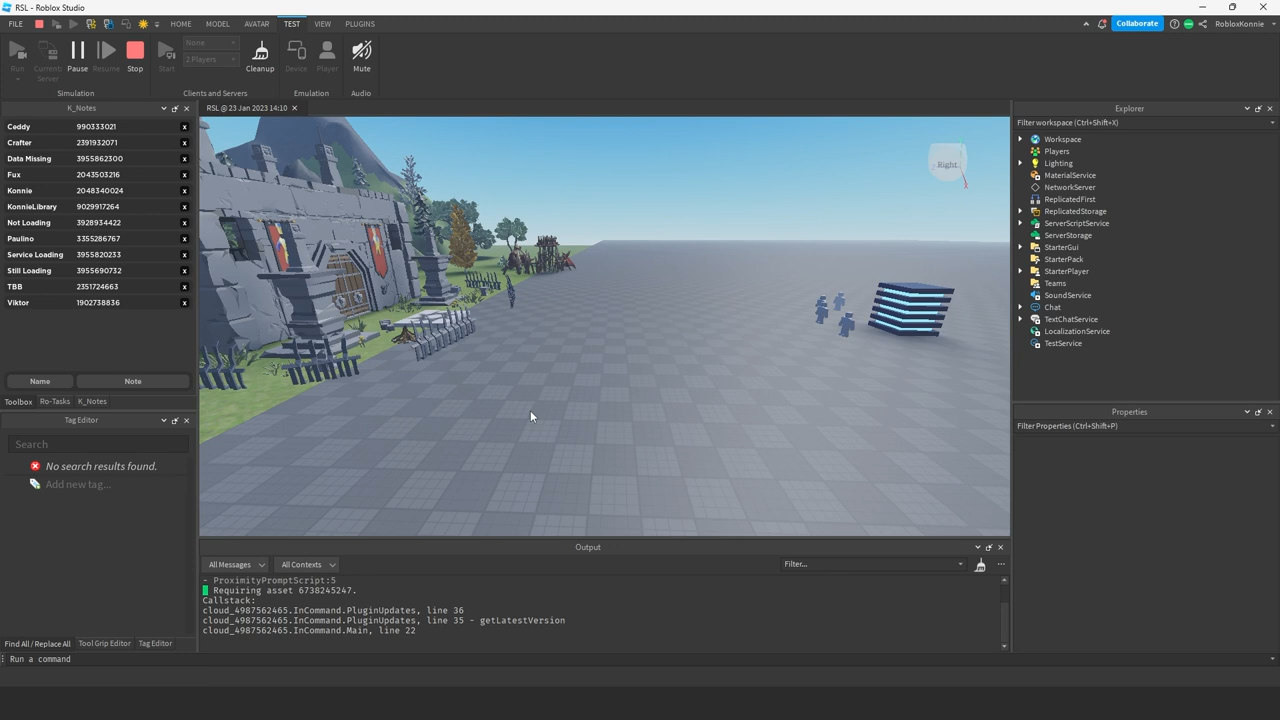 RSL - Roblox Studio
FILE HOME MODEL AVATAR TEST VIEW PLUGINS
Collaborate RobloxKonnie
Run Current Server Pause Resume Stop Start None 2 Players Cleanup Device Player Mute
Simulation Clients and Servers Emulation Audio
K_Notes
RSL @ 23 Jan 2023 14:10
Ceddy 990333021 x
Crafter 2391932071 x
Data Missing 3955862300 x
Fux 2043503216 x
Konnie 2048340024 x
KonnieLibrary 9029917264 x
Not Loading 3928934422 x
Paulino 3355286767 x
Service Loading 3955820233 x
Still Loading 3955690732 x
TBB 2351724663 x
Viktor 1902738836 x
Name Note
Toolbox Ro-Tasks K_Notes
Tag Editor
Search
No search results found.
Add new tag...
Find All / Replace All Tool Grip Editor Tag Editor
Right
Output
All Messages All Contexts Filter... ...
- ProximityPromptScript:5
Requiring asset 6738245247.
Callstack:
cloud_4987562465.InCommand.PluginUpdates, line 36
cloud_4987562465.InCommand.PluginUpdates, line 35 - getLatestVersion
cloud_4987562465.InCommand.Main, line 22
Explorer
Filter workspace (Ctrl+Shift+X)
Workspace
Players
Lighting
MaterialService
NetworkServer
ReplicatedFirst
ReplicatedStorage
ServerScriptService
ServerStorage
StarterGui
StarterPack
StarterPlayer
Teams
SoundService
Chat
TextChatService
LocalizationService
TestService
Properties
Filter Properties (Ctrl+Shift+P)
Run a command